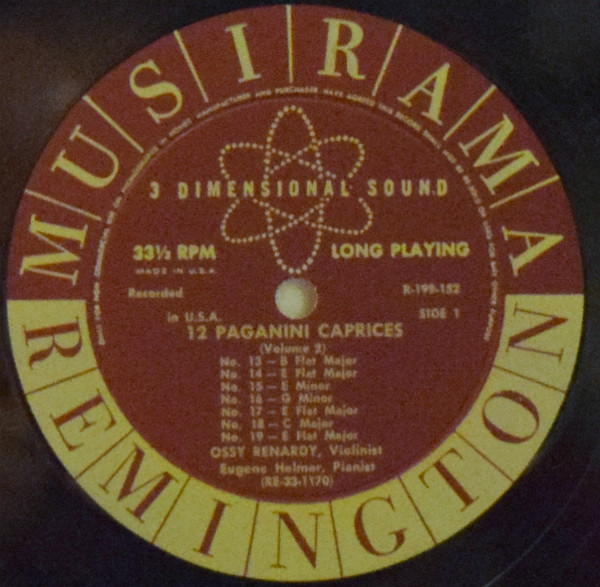 MUSIRAMA
3 DIMENSIONAL SOUND
33⅓ RPM LONG PLAYING
MADE IN U.S.A.
Recorded R-199-152
in U.S.A. SIDE 1
12 PAGANINI CAPRICES
(Volume 2)
No. 13 — B Flat Major
No. 14 — E Flat Major
No. 15 — E Minor
No. 16 — G Minor
No. 17 — E Flat Major
No. 18 — C Major
No. 19 — E Flat Major
OSSY RENARDY, Violinist
Eugene Helmer, Pianist
(RE-33-1170)
REMINGTON